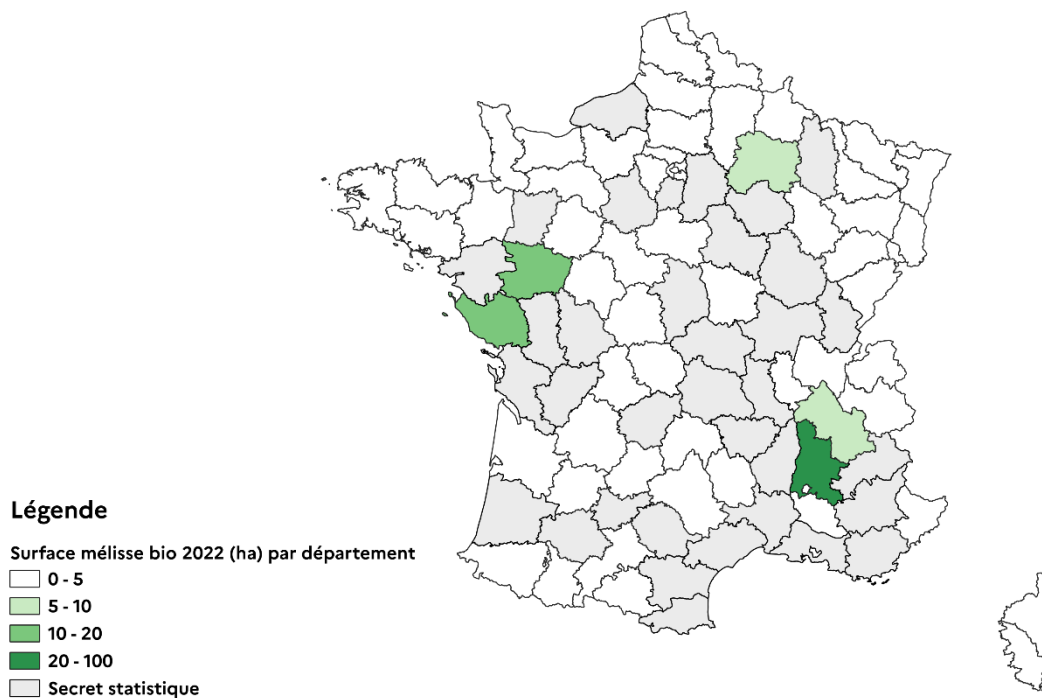 Légende
Surface mélisse bio 2022 (ha) par département
0 - 5
5 - 10
10 - 20
20 - 100
Secret statistique